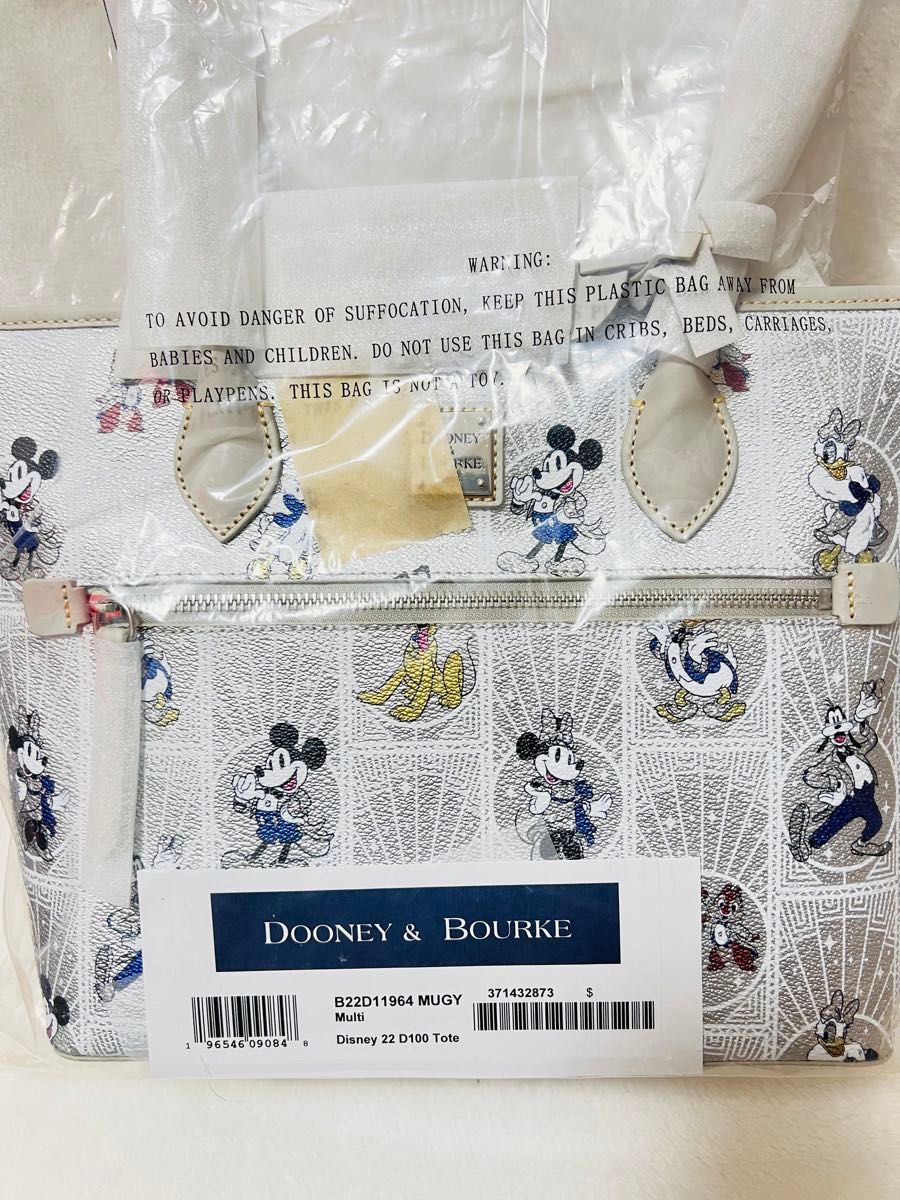 WARNING:
TO AVOID DANGER OF SUFFOCATION, KEEP THIS PLASTIC BAG AWAY FROM
BABIES AND CHILDREN. DO NOT USE THIS BAG IN CRIBS, BEDS, CARRIAGES,
OR PLAYPENS. THIS BAG IS NOT A TOY.
DOONEY & BOURKE
B22D11964 MUGY
Multi
Disney 22 D100 Tote
371432873 $
1 96546 09084 8